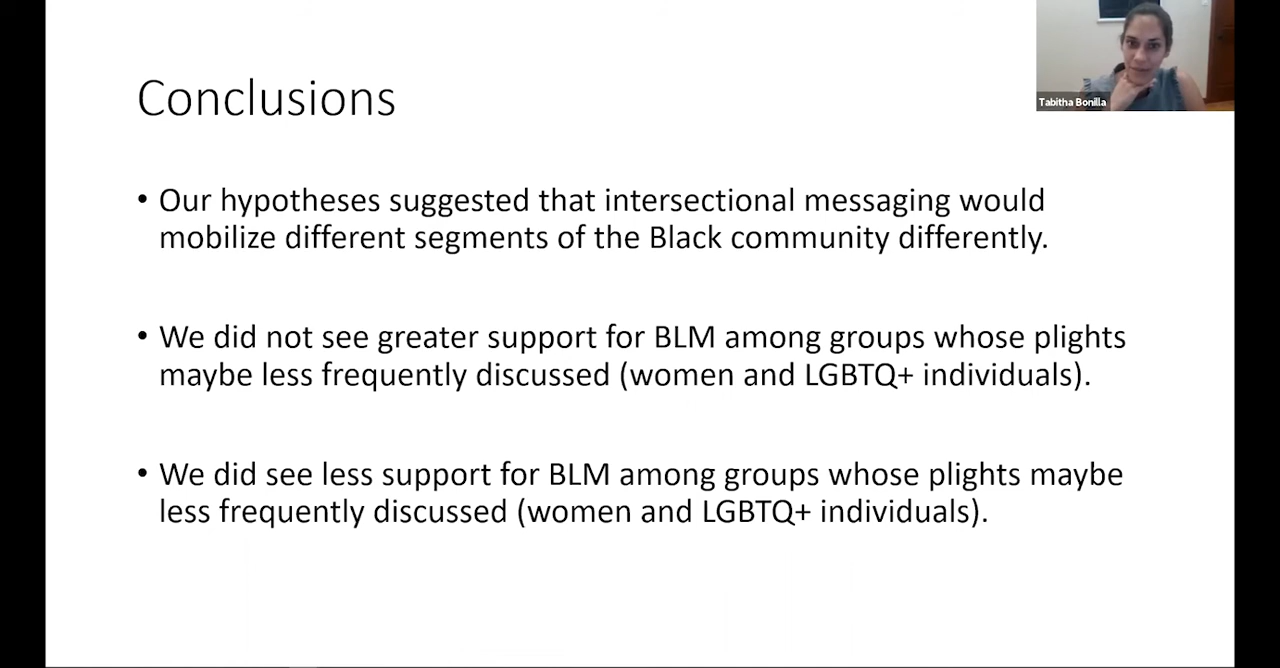 Conclusions
Tabitha Bonilla
• Our hypotheses suggested that intersectional messaging would
mobilize different segments of the Black community differently.
• We did not see greater support for BLM among groups whose plights
maybe less frequently discussed (women and LGBTQ+ individuals).
• We did see less support for BLM among groups whose plights maybe
less frequently discussed (women and LGBTQ+ individuals).